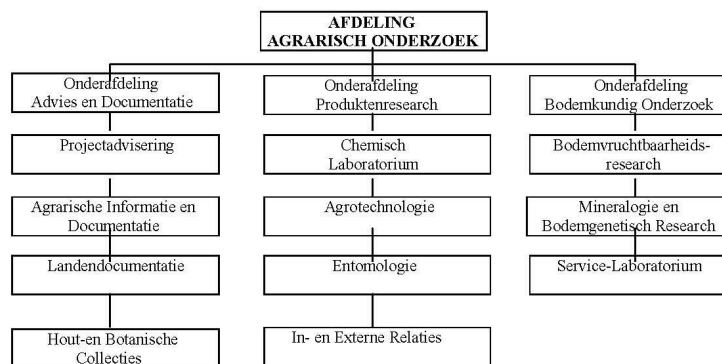 AFDELING
AGRARISCH ONDERZOEK
Onderafdeling
Advies en Documentatie
Onderafdeling
Produktenresearch
Onderafdeling
Bodemkundig Onderzoek
Projectadvisering
Chemisch
Laboratorium
Bodemvruchtbaarheids-
research
Agrarische Informatie en
Documentatie
Agrotechnologie
Mineralogie en
Bodemgenetisch Research
Landendocumentatie
Entomologie
Service-Laboratorium
Hout-en Botanische
Collecties
In- en Externe Relaties